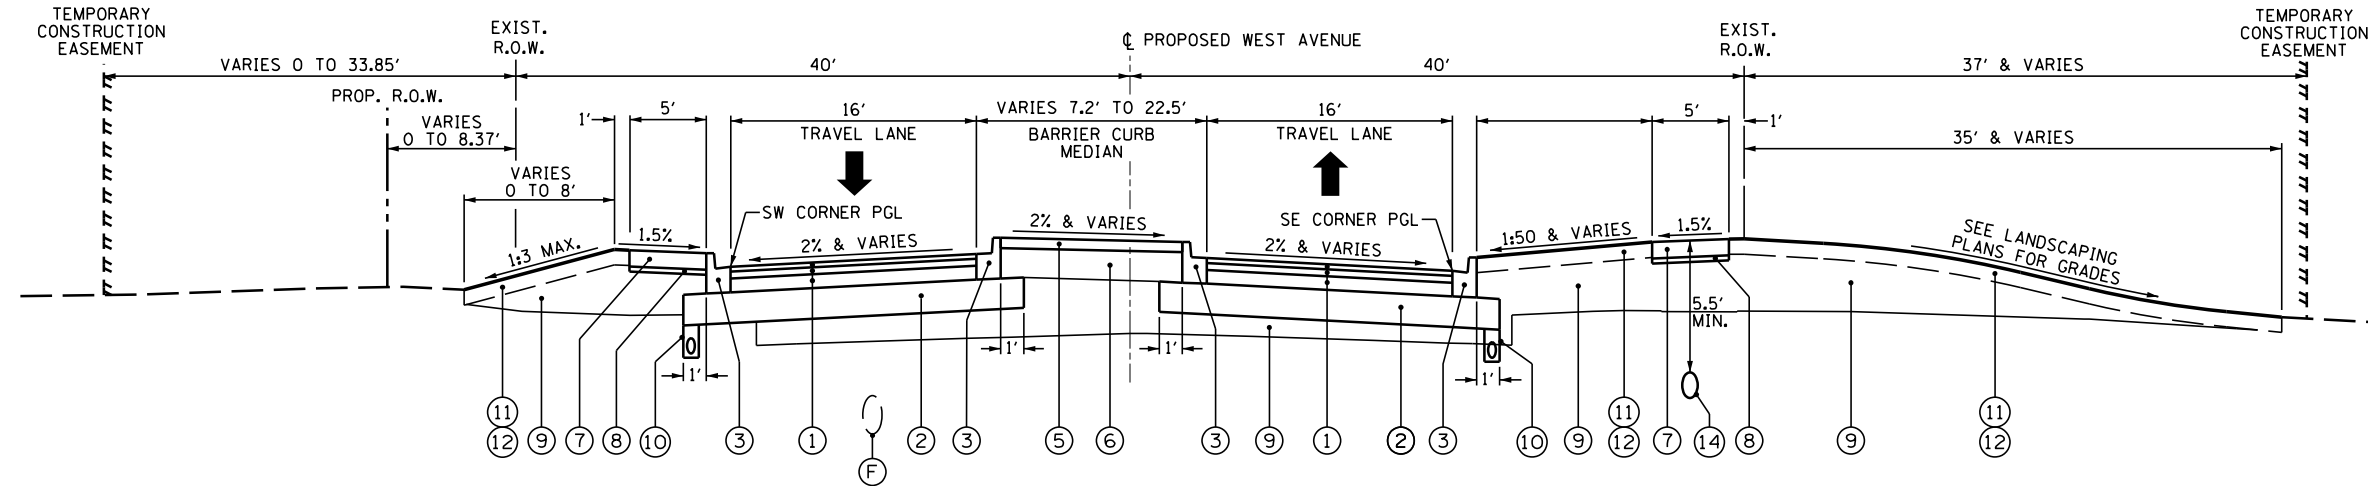 TEMPORARY
CONSTRUCTION
EASEMENT
EXIST.
R.O.W.
℄ PROPOSED WEST AVENUE
EXIST.
R.O.W.
TEMPORARY
CONSTRUCTION
EASEMENT
VARIES 0 TO 33.85'
40'
40'
37' & VARIES
PROP. R.O.W.
VARIES
0 TO 8.37'
1'
5'
16'
TRAVEL LANE
VARIES 7.2' TO 22.5'
BARRIER CURB
MEDIAN
16'
TRAVEL LANE
5'
1'
35' & VARIES
VARIES
0 TO 8'
SW CORNER PGL
SE CORNER PGL
1:3 MAX.
1.5%
2% & VARIES
2% & VARIES
2% & VARIES
1:50 & VARIES
1.5%
SEE LANDSCAPING
PLANS FOR GRADES
5.5'
MIN.
1'
1'
1'
1'
11
12
9
7
8
10
3
1
F
2
3
5
6
3
9
1
2
3
10
9
11
12
7
14
8
9
11
12